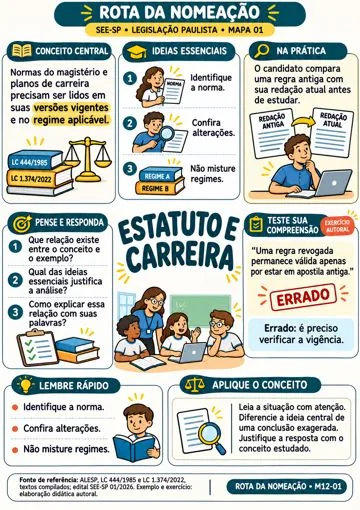 ROTA DA NOMEAÇÃO
SEE-SP • LEGISLAÇÃO PAULISTA • MAPA 01
CONCEITO CENTRAL
Normas do magistério e
planos de carreira
precisam ser lidos em
suas versões vigentes
e no regime aplicável.
LC 444/1985
LC 1.374/2022
IDEIAS ESSENCIAIS
1
Identifique
a norma.
NORMA
2
Confira
alterações.
3
Não misture
regimes.
REGIME A
REGIME B
NA PRÁTICA
O candidato compara
uma regra antiga com
sua redação atual antes
de estudar.
REDAÇÃO
ANTIGA
REDAÇÃO
ATUAL
PENSE E RESPONDA
1 Que relação existe
entre o conceito e
o exemplo?
2 Qual das ideias
essenciais justifica
a análise?
3 Como explicar essa
relação com suas
palavras?
ESTATUTO E
CARREIRA
TESTE SUA
COMPREENSÃO
EXERCÍCIO
AUTORAL
"Uma regra revogada
permanece válida apenas
por estar em apostila antiga."
ERRADO
Errado: é preciso
verificar a vigência.
LEMBRE RÁPIDO
Identifique a norma.
Confira alterações.
Não misture regimes.
APLIQUE O CONCEITO
Leia a situação com atenção.
Diferencie a ideia central de
uma conclusão exagerada.
Justifique a resposta com o
conceito estudado.
Fonte de referência: ALESP, LC 444/1985 e LC 1.374/2022,
textos compilados; edital SEE-SP 01/2026. Exemplo e exercício:
elaboração didática autoral.
ROTA DA NOMEAÇÃO • M12-01